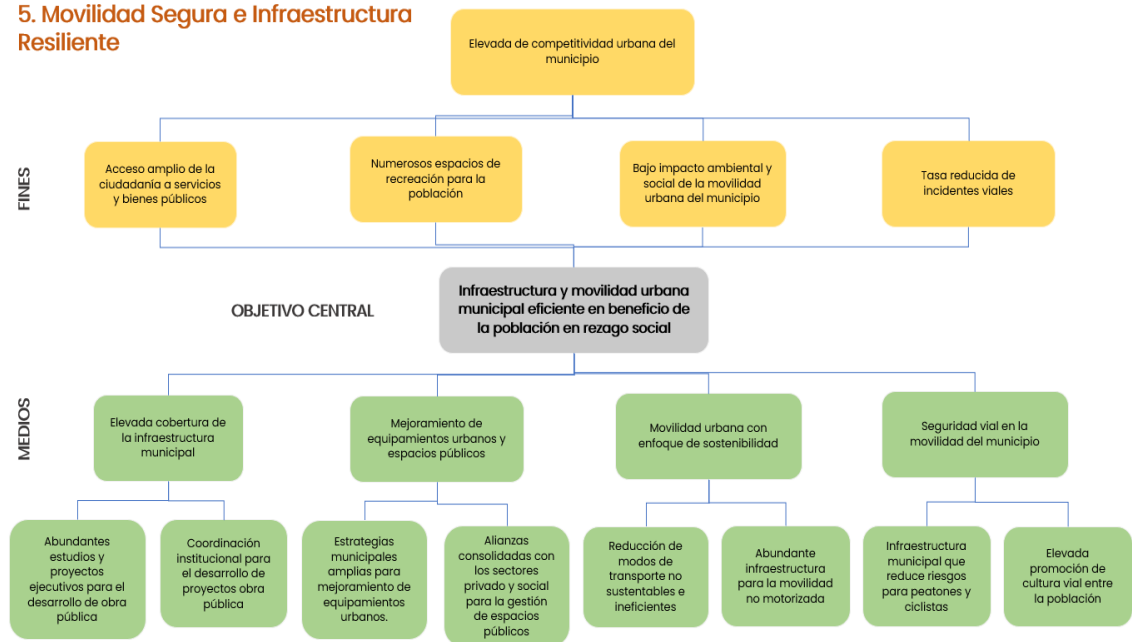 5. Movilidad Segura e Infraestructura
Resiliente
Elevada de competitividad urbana del
municipio
FINES
Acceso amplio de la
ciudadanía a servicios
y bienes públicos
Numerosos espacios de
recreación para la
población
Bajo impacto ambiental y
social de la movilidad
urbana del municipio
Tasa reducida de
incidentes viales
OBJETIVO CENTRAL
Infraestructura y movilidad urbana
municipal eficiente en beneficio de
la población en rezago social
MEDIOS
Elevada cobertura de
la infraestructura
municipal
Mejoramiento de
equipamientos urbanos y
espacios públicos
Movilidad urbana con
enfoque de sostenibilidad
Seguridad vial en la
movilidad del municipio
Abundantes
estudios y
proyectos
ejecutivos para el
desarrollo de obra
pública
Coordinación
institucional para
el desarrollo de
proyectos obra
pública
Estrategias
municipales
amplias para
mejoramiento de
equipamientos
urbanos.
Alianzas
consolidadas con
los sectores
privado y social
para la gestión
de espacios
públicos
Reducción de
modos de
transporte no
sustentables e
ineficientes
Abundante
infraestructura
para la movilidad
no motorizada
Infraestructura
municipal que
reduce riesgos
para peatones y
ciclistas
Elevada
promoción de
cultura vial entre
la población